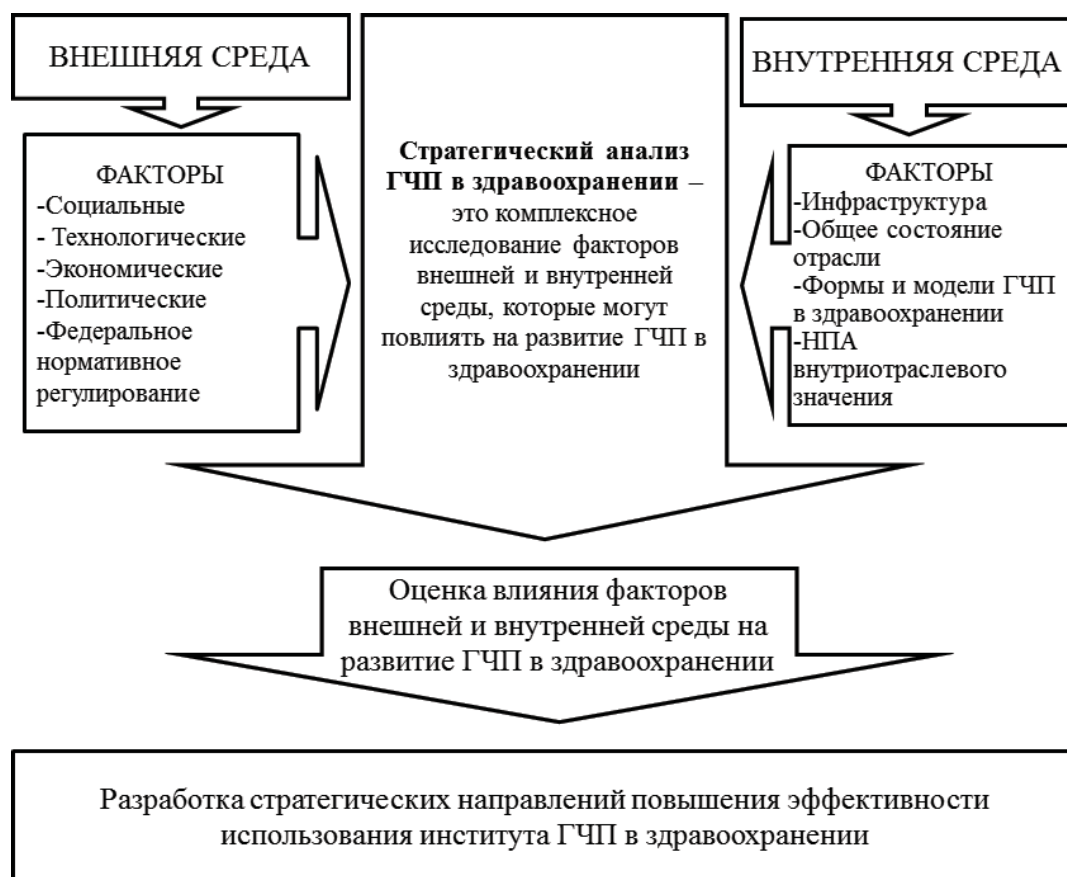 ВНЕШНЯЯ СРЕДА
ФАКТОРЫ
-Социальные
- Технологические
-Экономические
-Политические
-Федеральное
нормативное
регулирование
Стратегический анализ
ГЧП в здравоохранении –
это комплексное
исследование факторов
внешней и внутренней
среды, которые могут
повлиять на развитие ГЧП в
здравоохранении
ВНУТРЕННЯЯ СРЕДА
ФАКТОРЫ
-Инфраструктура
-Общее состояние
отрасли
-Формы и модели ГЧП
в здравоохранении
-НПА
внутриотраслевого
значения
Оценка влияния факторов
внешней и внутренней среды на
развитие ГЧП в здравоохранении
Разработка стратегических направлений повышения эффективности
использования института ГЧП в здравоохранении